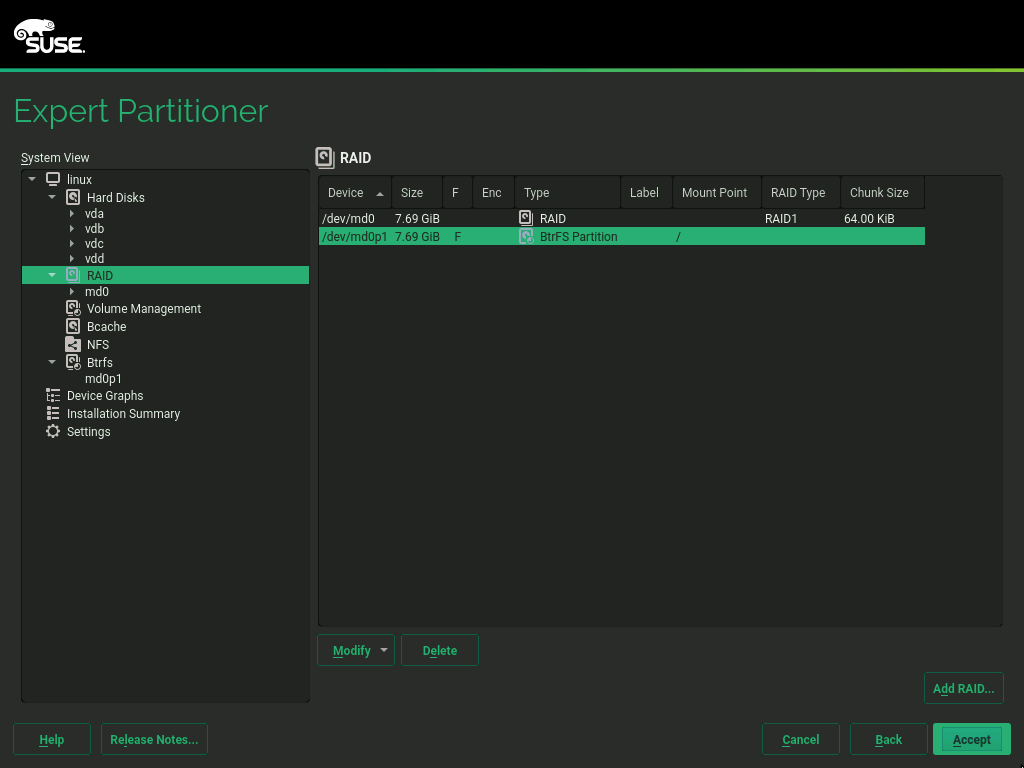 SUSE
Expert Partitioner
System View
linux
Hard Disks
vda
vdb
vdc
vdd
RAID
md0
Volume Management
Bcache
NFS
Btrfs
md0p1
Device Graphs
Installation Summary
Settings
RAID
Device Size F Enc Type Label Mount Point RAID Type Chunk Size
/dev/md0 7.69 GiB RAID RAID1 64.00 KiB
/dev/md0p1 7.69 GiB F BtrFS Partition /
Modify Delete
Add RAID...
Help Release Notes... Cancel Back Accept